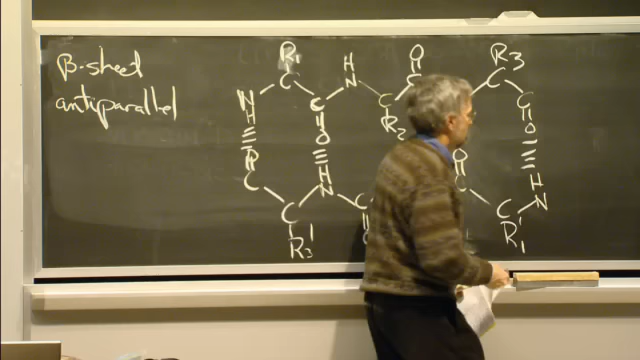 β-sheet
antiparallel
R1 H O R3
N C
N C C C C
H R2 O
O O
H H
C N C C N
C O C
R3' R1'